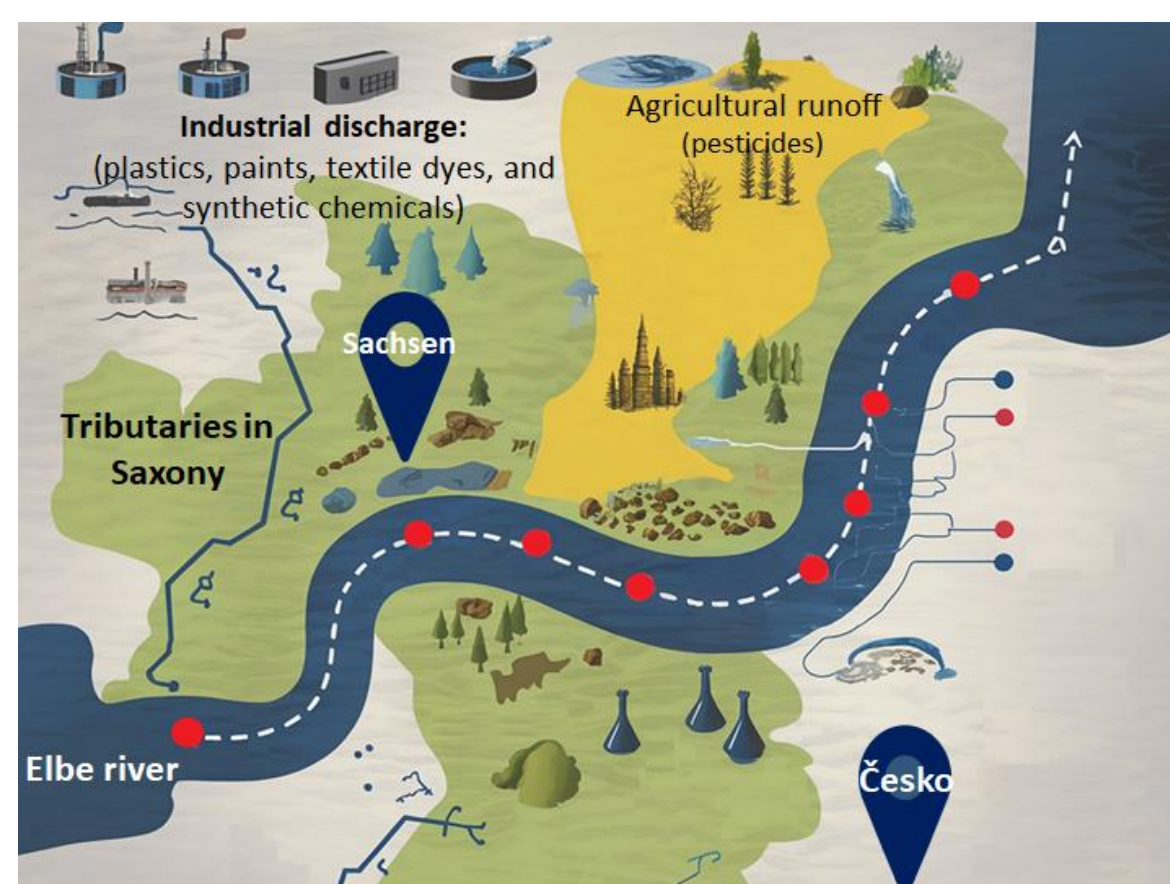 Industrial discharge:
(plastics, paints, textile dyes, and
synthetic chemicals)
Agricultural runoff
(pesticides)
Sachsen
Tributaries in
Saxony
Elbe river
Česko